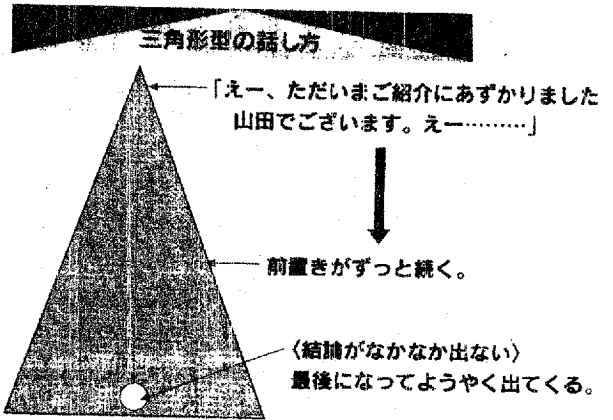 三角形型の話し方
「えー、ただいまご紹介にあずかりました
山田でございます。えー………」
前置きがずっと続く。
〈結論がなかなか出ない〉
最後になってようやく出てくる。